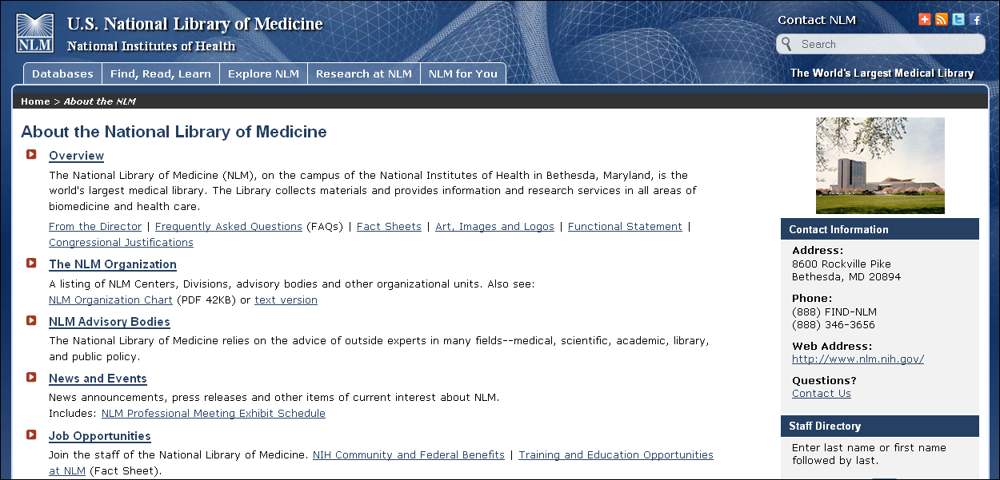 NLM
U.S. National Library of Medicine
National Institutes of Health
Contact NLM
Search
The World's Largest Medical Library
Databases
Find, Read, Learn
Explore NLM
Research at NLM
NLM for You
Home > About the NLM
About the National Library of Medicine
Overview
The National Library of Medicine (NLM), on the campus of the National Institutes of Health in Bethesda, Maryland, is the
world's largest medical library. The Library collects materials and provides information and research services in all areas of
biomedicine and health care.
From the Director | Frequently Asked Questions (FAQs) | Fact Sheets | Art, Images and Logos | Functional Statement |
Congressional Justifications
The NLM Organization
A listing of NLM Centers, Divisions, advisory bodies and other organizational units. Also see:
NLM Organization Chart (PDF 42KB) or text version
NLM Advisory Bodies
The National Library of Medicine relies on the advice of outside experts in many fields--medical, scientific, academic, library,
and public policy.
News and Events
News announcements, press releases and other items of current interest about NLM.
Includes: NLM Professional Meeting Exhibit Schedule
Job Opportunities
Join the staff of the National Library of Medicine. NIH Community and Federal Benefits | Training and Education Opportunities
at NLM (Fact Sheet).
Contact Information
Address:
8600 Rockville Pike
Bethesda, MD 20894
Phone:
(888) FIND-NLM
(888) 346-3656
Web Address:
http://www.nlm.nih.gov/
Questions?
Contact Us
Staff Directory
Enter last name or first name
followed by last.